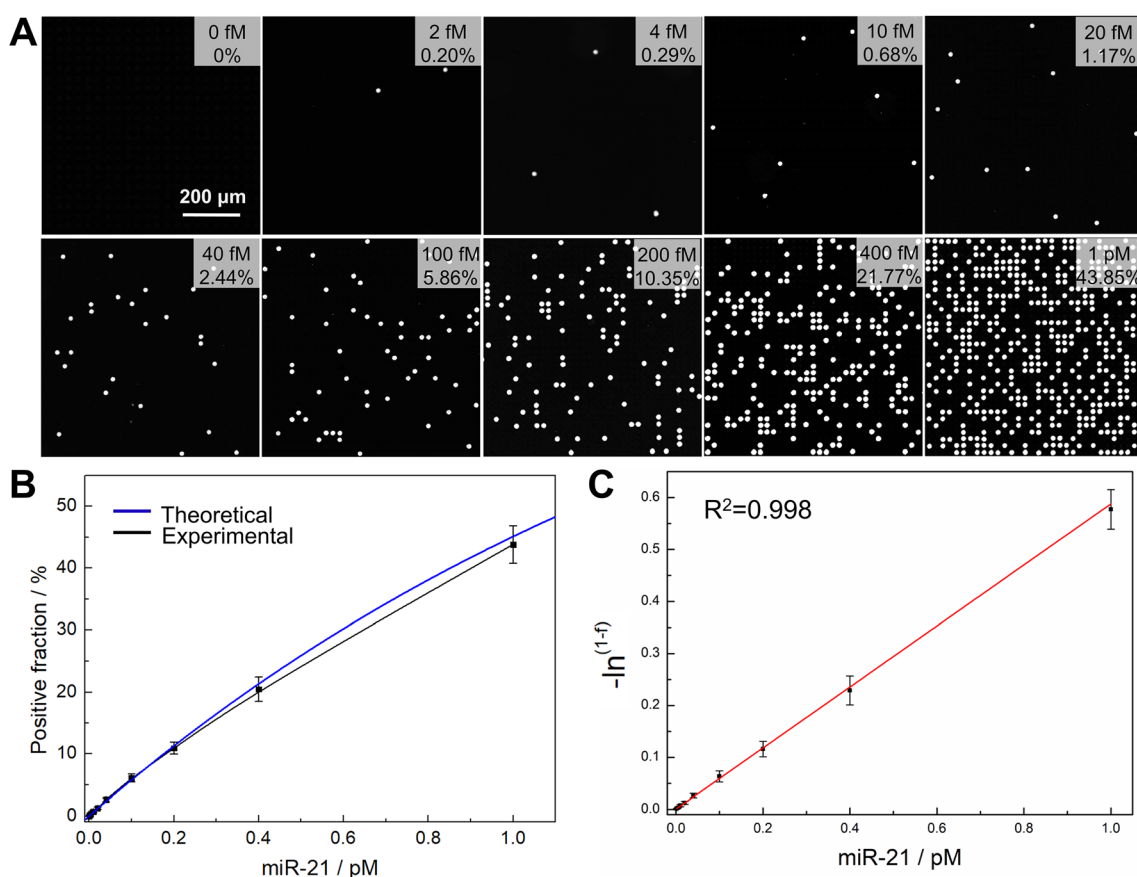 A
0 fM
0%
2 fM
0.20%
4 fM
0.29%
10 fM
0.68%
20 fM
1.17%
200 µm
40 fM
2.44%
100 fM
5.86%
200 fM
10.35%
400 fM
21.77%
1 pM
43.85%
B
Theoretical
Experimental
Positive fraction / %
50
40
30
20
10
0
0.0
0.2
0.4
0.6
0.8
1.0
miR-21 / pM
C
R²=0.998
-ln^(1-f)
0.6
0.5
0.4
0.3
0.2
0.1
0.0
0.0
0.2
0.4
0.6
0.8
1.0
miR-21 / pM